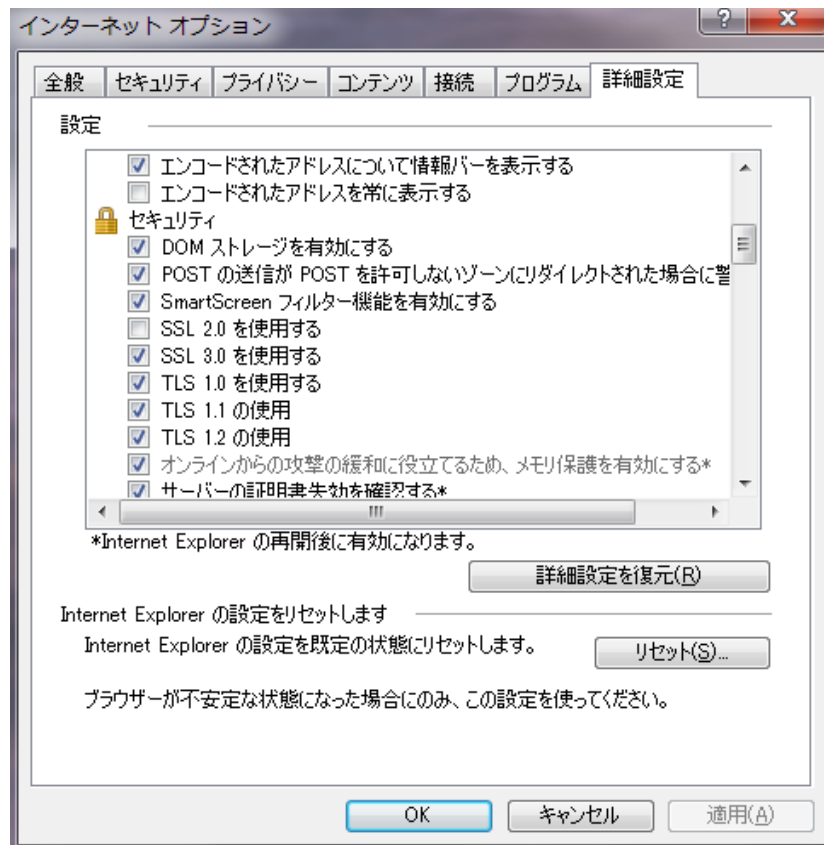 インターネット オプション
全般 セキュリティ プライバシー コンテンツ 接続 プログラム 詳細設定
設定
エンコードされたアドレスについて情報バーを表示する
エンコードされたアドレスを常に表示する
セキュリティ
DOM ストレージを有効にする
POST の送信が POST を許可しないゾーンにリダイレクトされた場合に警
SmartScreen フィルター機能を有効にする
SSL 2.0 を使用する
SSL 3.0 を使用する
TLS 1.0 を使用する
TLS 1.1 の使用
TLS 1.2 の使用
オンラインからの攻撃の緩和に役立てるため、メモリ保護を有効にする*
サーバーの証明書失効を確認する*
*Internet Explorer の再開後に有効になります。
詳細設定を復元(R)
Internet Explorer の設定をリセットします
Internet Explorer の設定を既定の状態にリセットします。
リセット(S)...
ブラウザーが不安定な状態になった場合にのみ、この設定を使ってください。
OK キャンセル 適用(A)